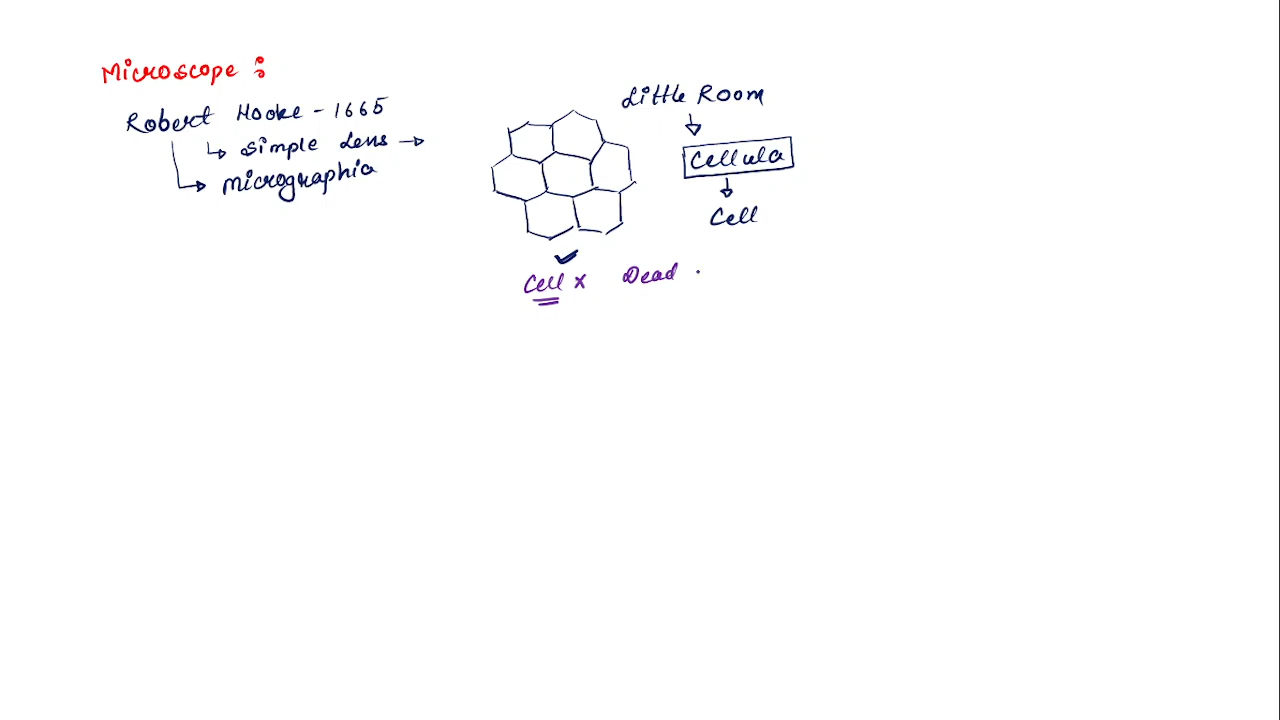 Microscope :
Robert Hooke - 1665
Simple Lens →
Micrographia
Little Room
Cellula
Cell
Cell x Dead